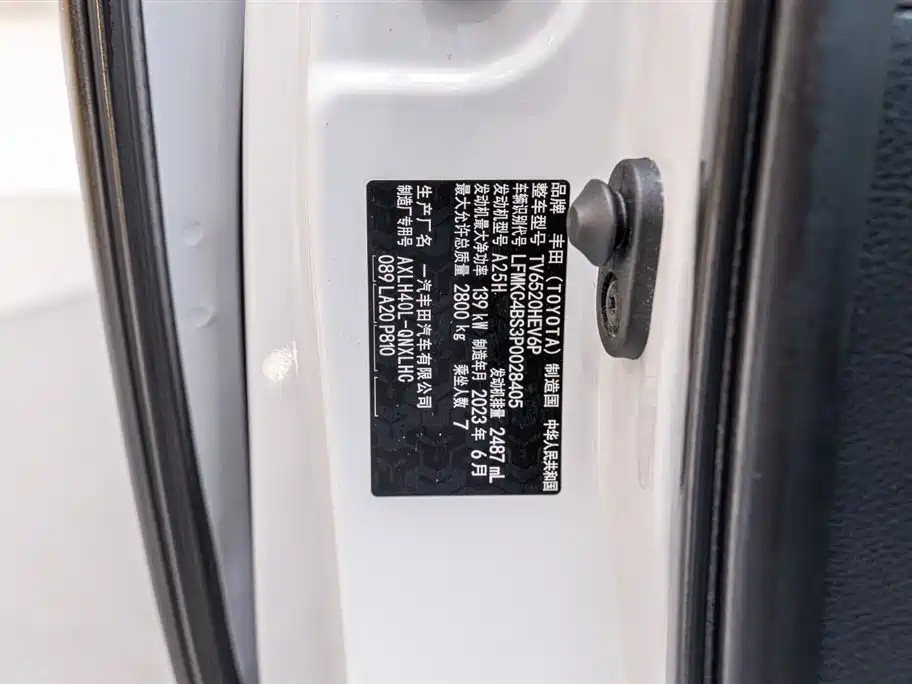 品牌 丰田 (TOYOTA) 制造国 中华人民共和国
整车型号 TV6520HEV6P
车辆识别代号 LFMKC4BS3P0028405
发动机型号 A25H 发动机排量 2487 mL
发动机最大净功率 139 kW 制造年月 2023 年 6 月
最大允许总质量 2800 kg 乘坐人数 7
生产厂名 一汽丰田汽车有限公司
制造厂专用号 AXLH40L-QNXLHC
089 LA20 P810